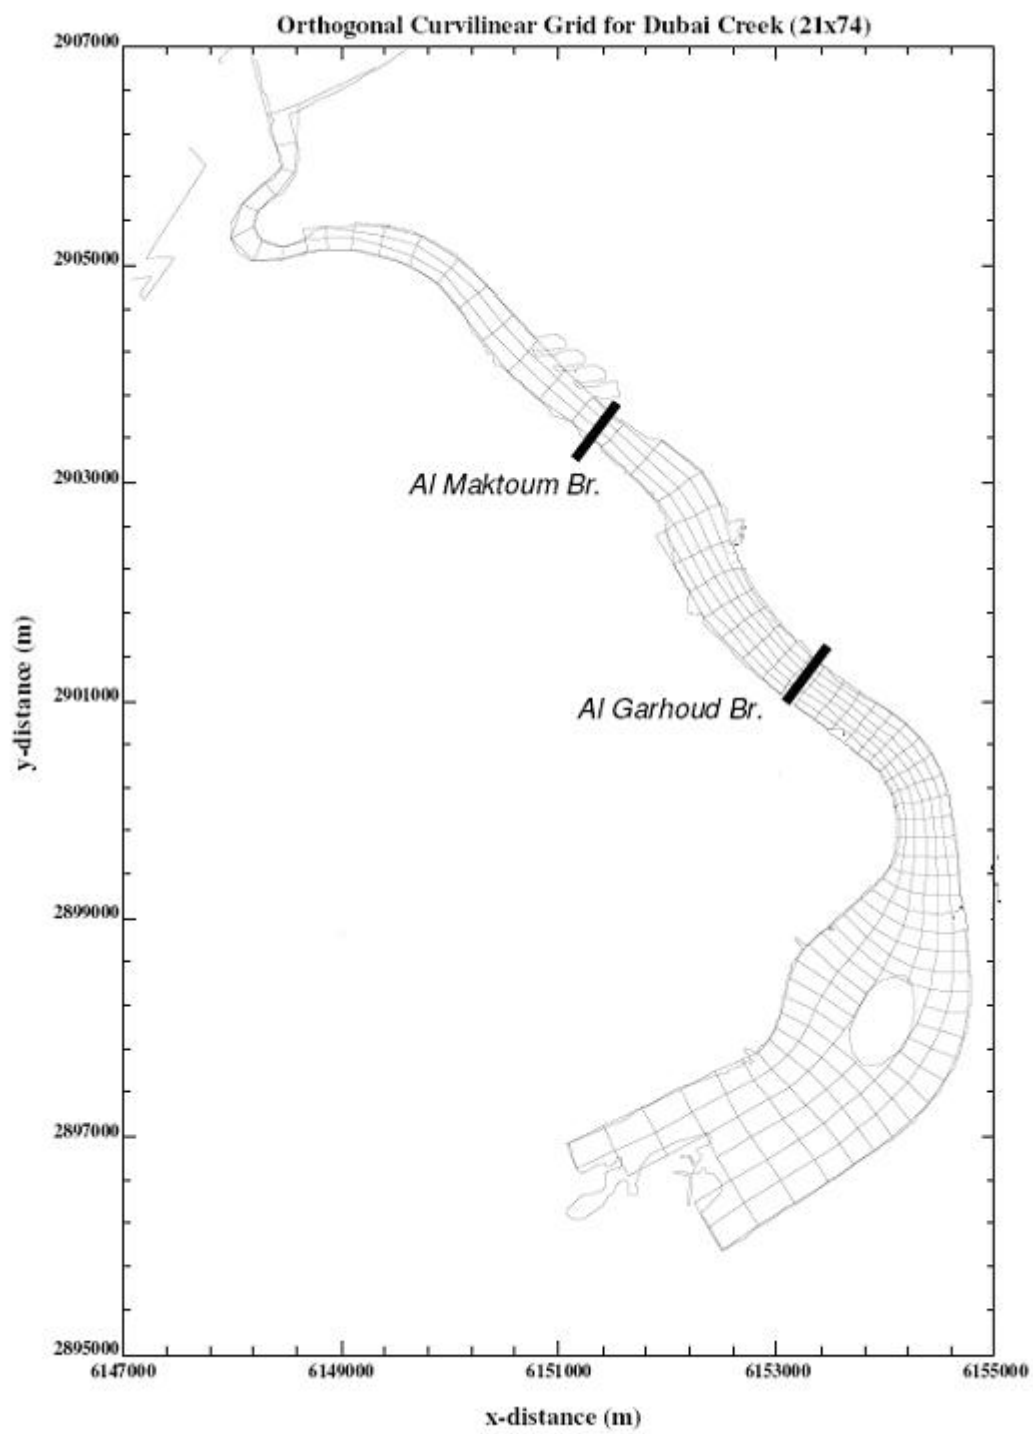 Orthogonal Curvilinear Grid for Dubai Creek (21x74)
2907000
2905000
2903000
Al Maktoum Br.
2901000
Al Garhoud Br.
2899000
2897000
2895000
6147000 6149000 6151000 6153000 6155000
y-distance (m)
x-distance (m)